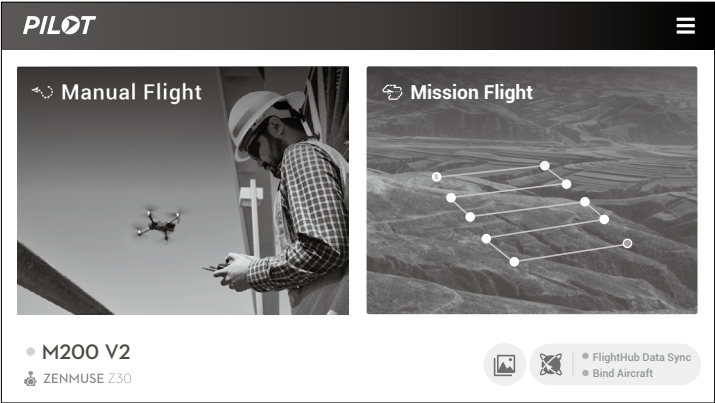 PILOT
Manual Flight
Mission Flight
S
M200 V2
ZENMUSE Z30
FlightHub Data Sync
Bind Aircraft